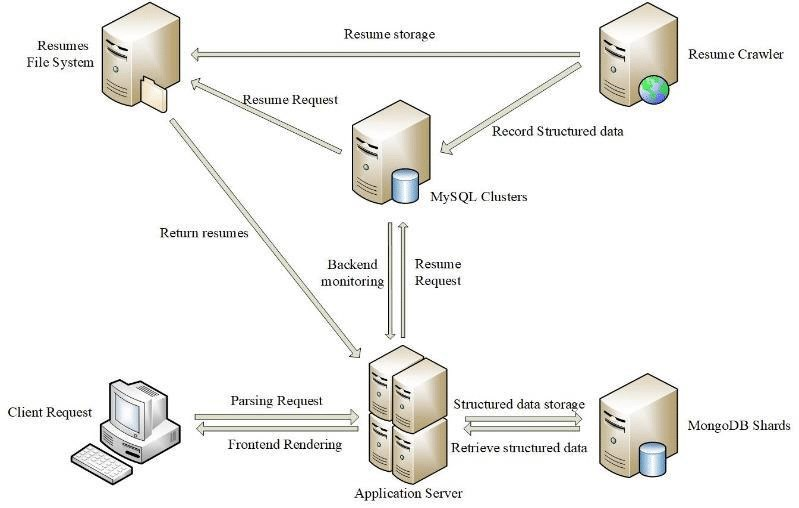 Resumes
File System
Resume storage
Resume Crawler
Resume Request
Record Structured data
MySQL Clusters
Return resumes
Backend
monitoring
Resume
Request
Client Request
Parsing Request
Frontend Rendering
Structured data storage
Retrieve structured data
MongoDB Shards
Application Server